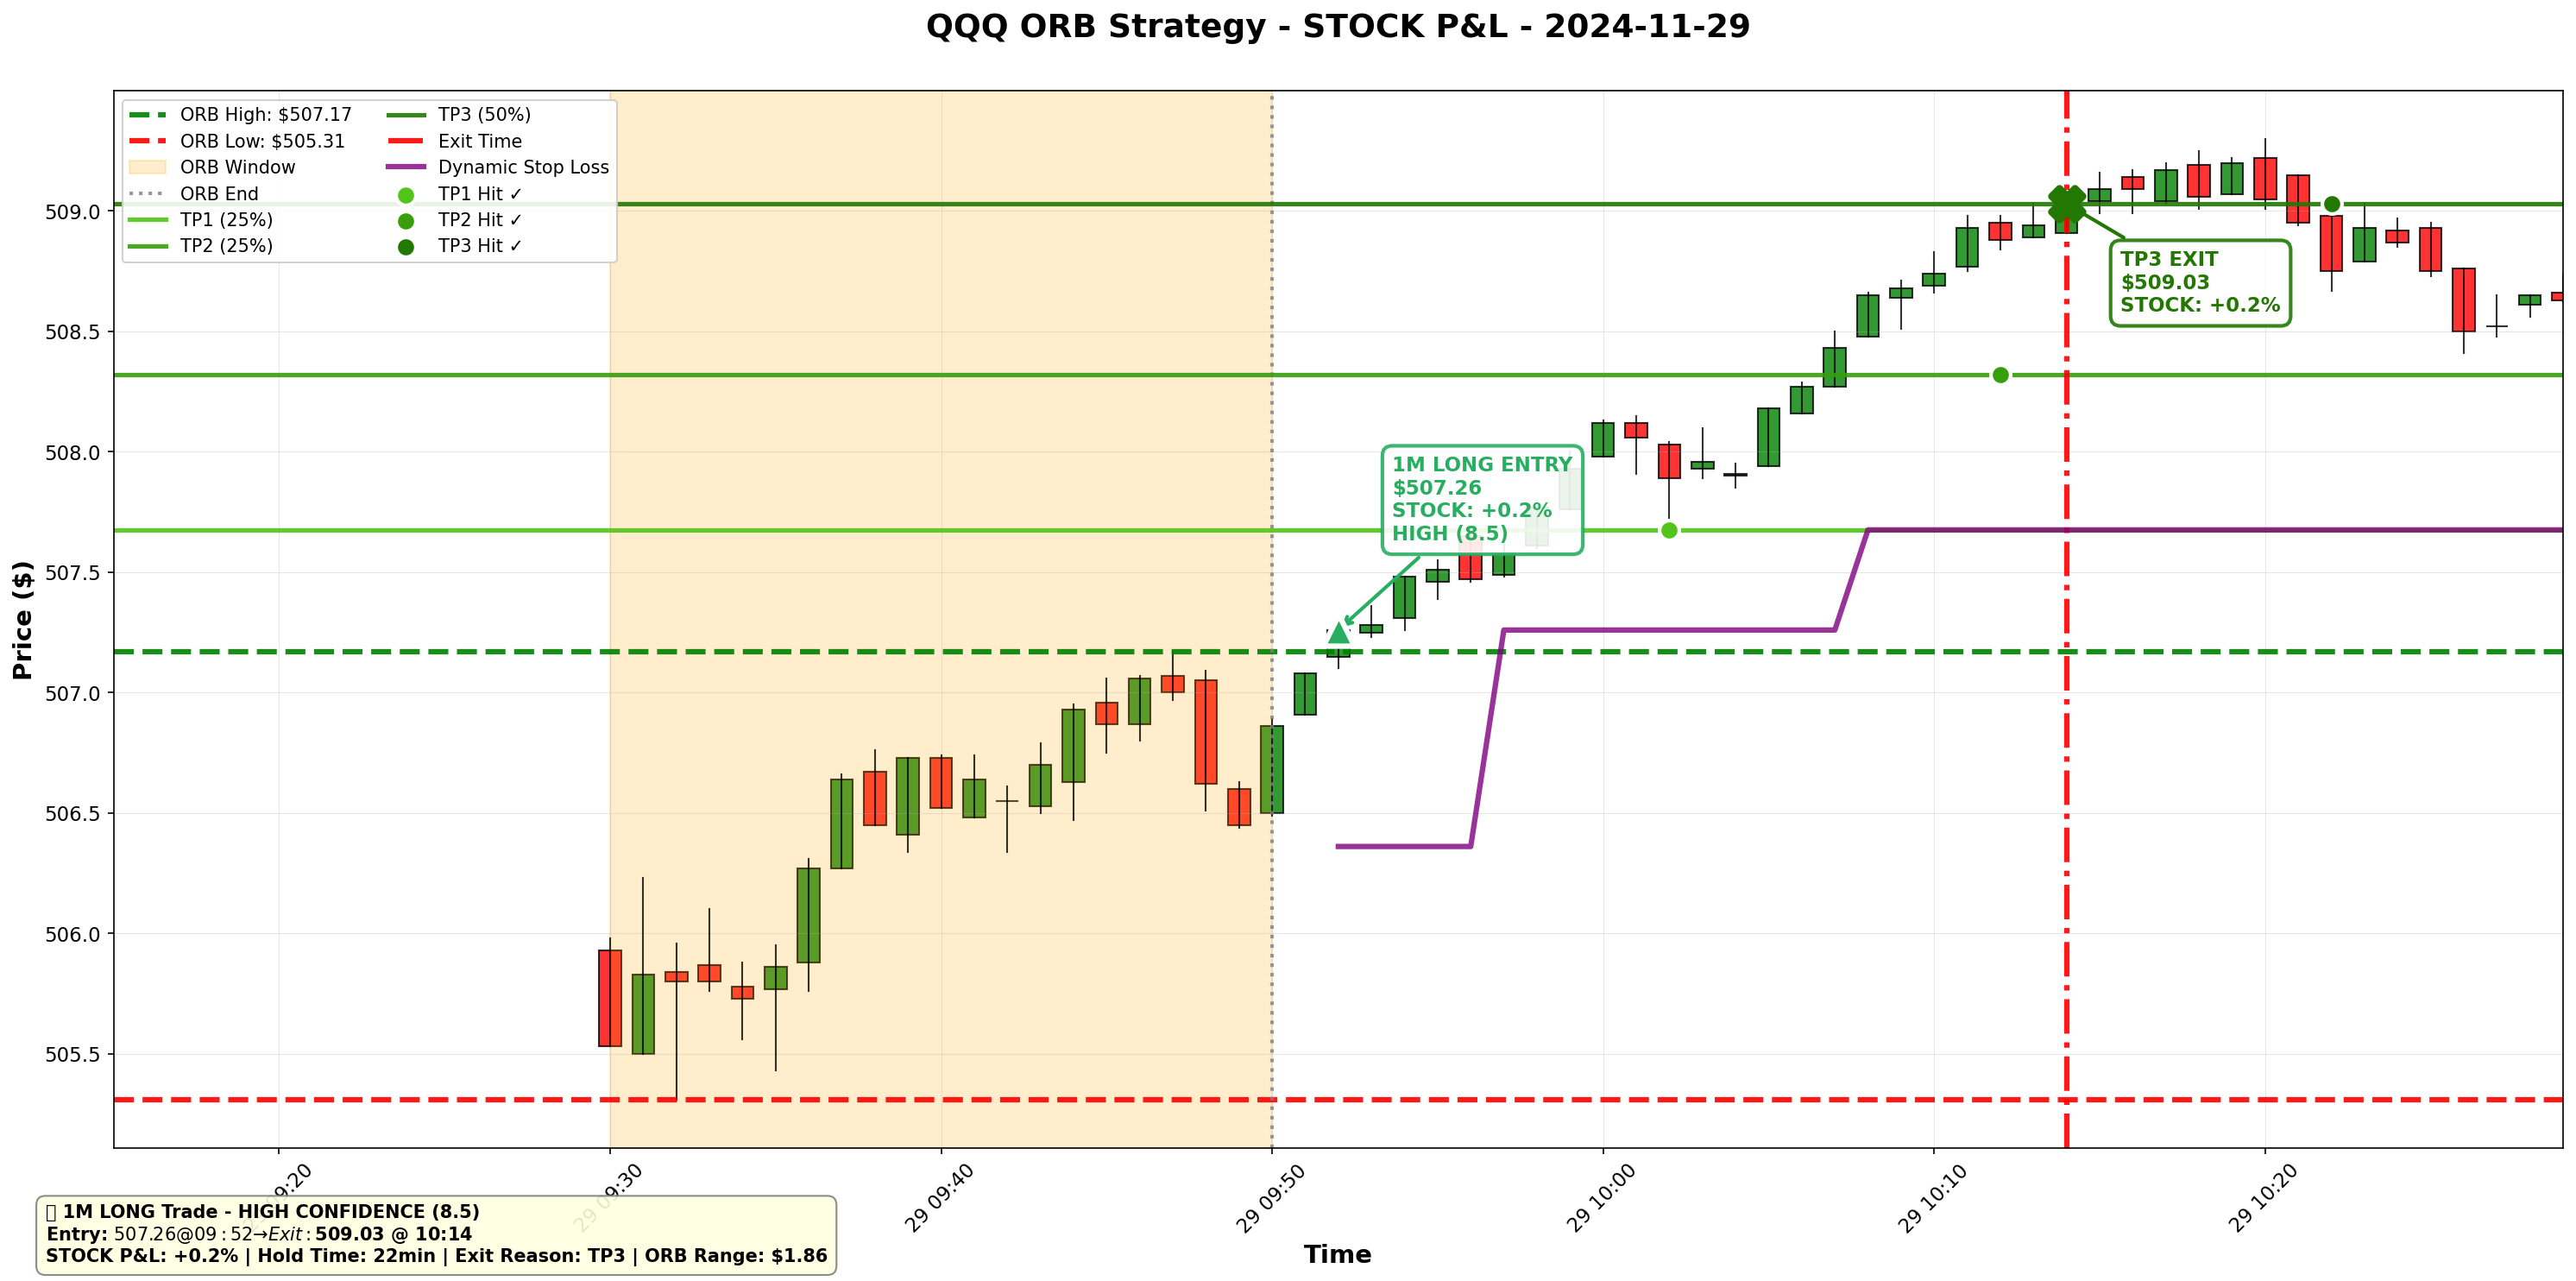 QQQ ORB Strategy - STOCK P&L - 2024-11-29
ORB High: $507.17
ORB Low: $505.31
ORB Window
ORB End
TP1 (25%)
TP2 (25%)
TP3 (50%)
Exit Time
Dynamic Stop Loss
TP1 Hit ✓
TP2 Hit ✓
TP3 Hit ✓
Price ($)
509.0
508.5
508.0
507.5
507.0
506.5
506.0
505.5
1M LONG ENTRY
$507.26
STOCK: +0.2%
HIGH (8.5)
TP3 EXIT
$509.03
STOCK: +0.2%
29 09:20
29 09:30
29 09:40
29 09:50
29 10:00
29 10:10
29 10:20
Time
1M LONG Trade - HIGH CONFIDENCE (8.5)
Entry: 507.26@09:52→Exit:509.03 @ 10:14
STOCK P&L: +0.2% | Hold Time: 22min | Exit Reason: TP3 | ORB Range: $1.86